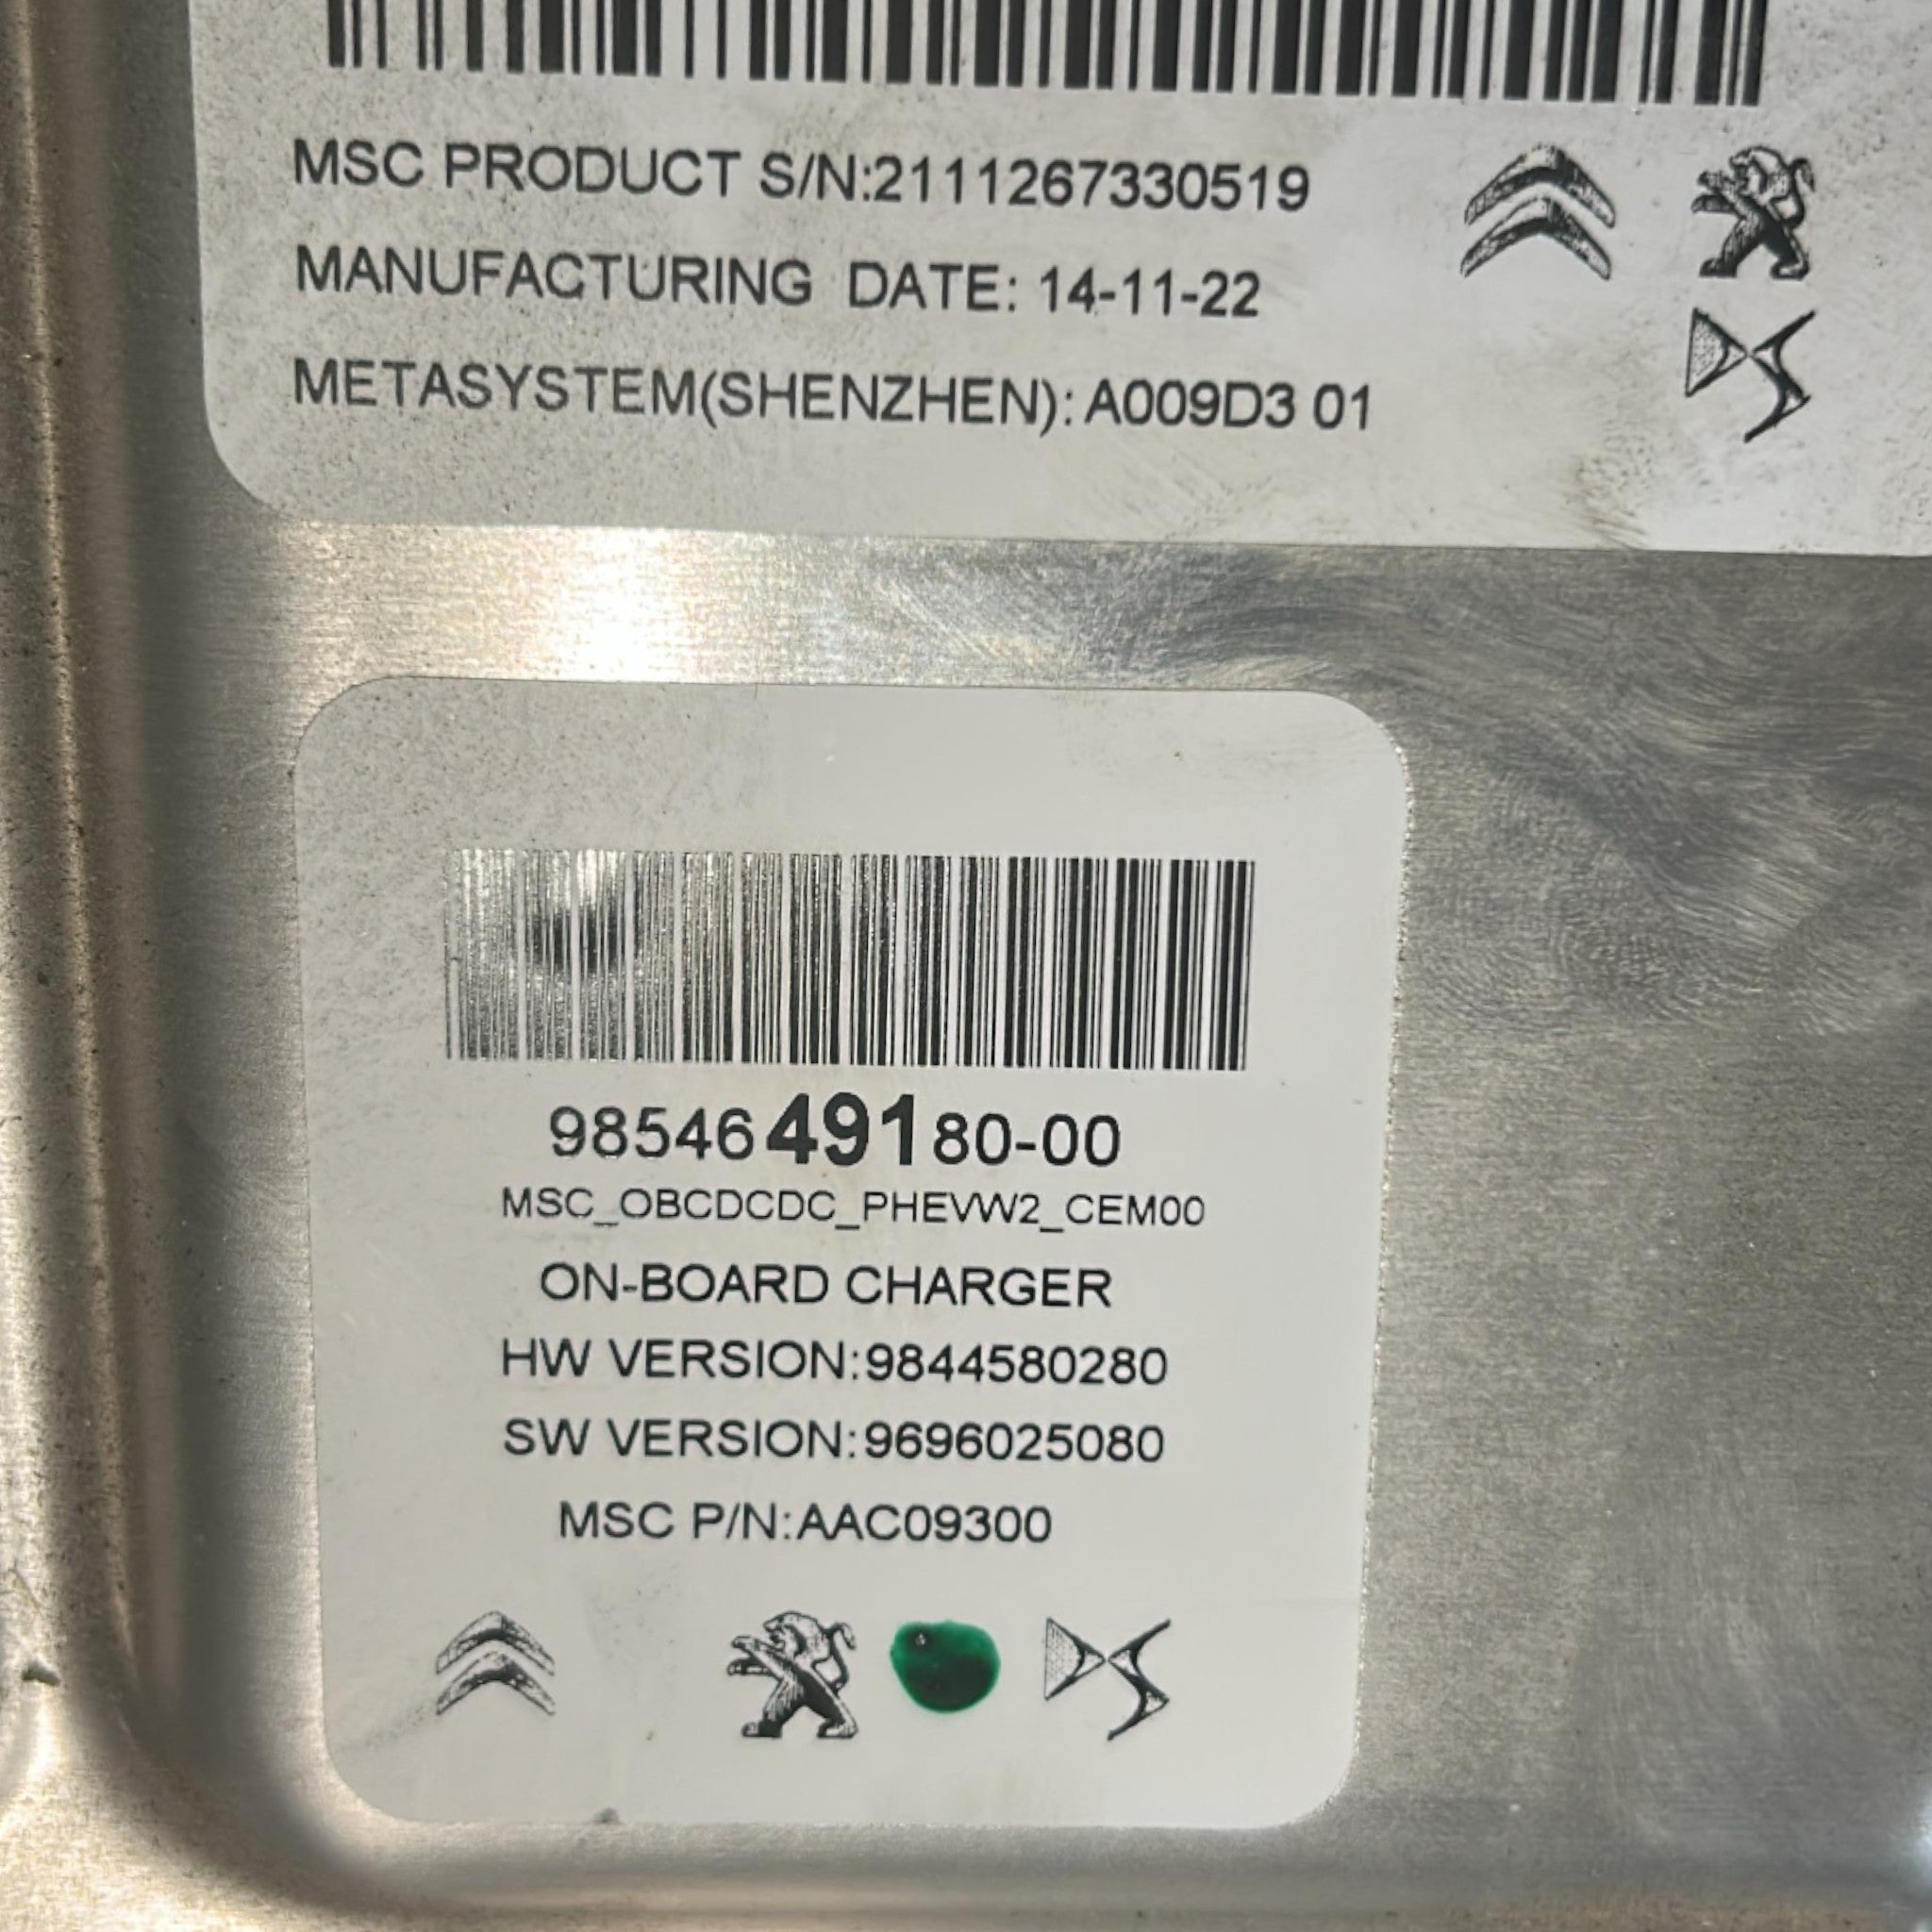 MSC PRODUCT S/N:2111267330519
MANUFACTURING DATE: 14-11-22
METASYSTEM(SHENZHEN): A009D3 01
9854649180-00
MSC_OBCDCDC_PHEVW2_CEM00
ON-BOARD CHARGER
HW VERSION:9844580280
SW VERSION:9696025080
MSC P/N:AAC09300